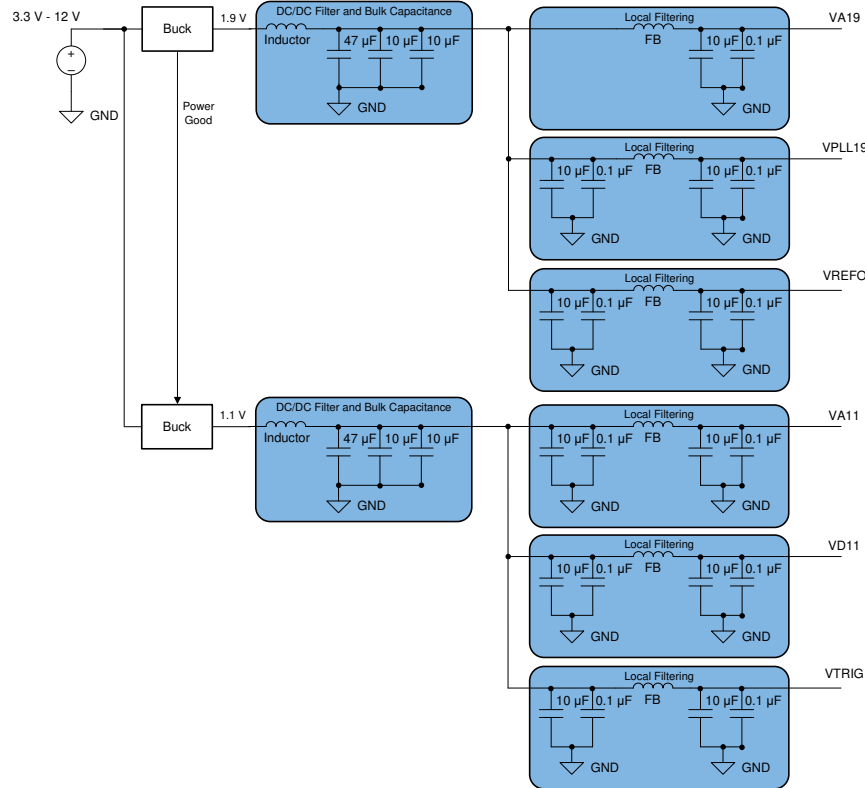 3.3 V - 12 V
Buck
1.9 V
DC/DC Filter and Bulk Capacitance
Inductor
47 µF
10 µF
10 µF
GND
GND
Power
Good
Local Filtering
FB
10 µF
0.1 µF
GND
VA19
Local Filtering
10 µF
0.1 µF
FB
10 µF
0.1 µF
GND
GND
VPLL19
Local Filtering
10 µF
0.1 µF
FB
10 µF
0.1 µF
GND
GND
VREFO
Buck
1.1 V
DC/DC Filter and Bulk Capacitance
Inductor
47 µF
10 µF
10 µF
GND
Local Filtering
10 µF
0.1 µF
FB
10 µF
0.1 µF
GND
GND
VA11
Local Filtering
10 µF
0.1 µF
FB
10 µF
0.1 µF
GND
GND
VD11
Local Filtering
10 µF
0.1 µF
FB
10 µF
0.1 µF
GND
GND
VTRIG